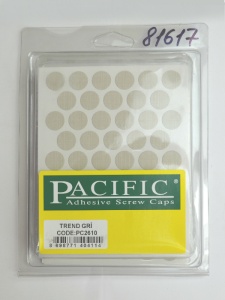 81617
PACIFIC
Adhesive Screw Caps
TREND GRİ
CODE:PC2610